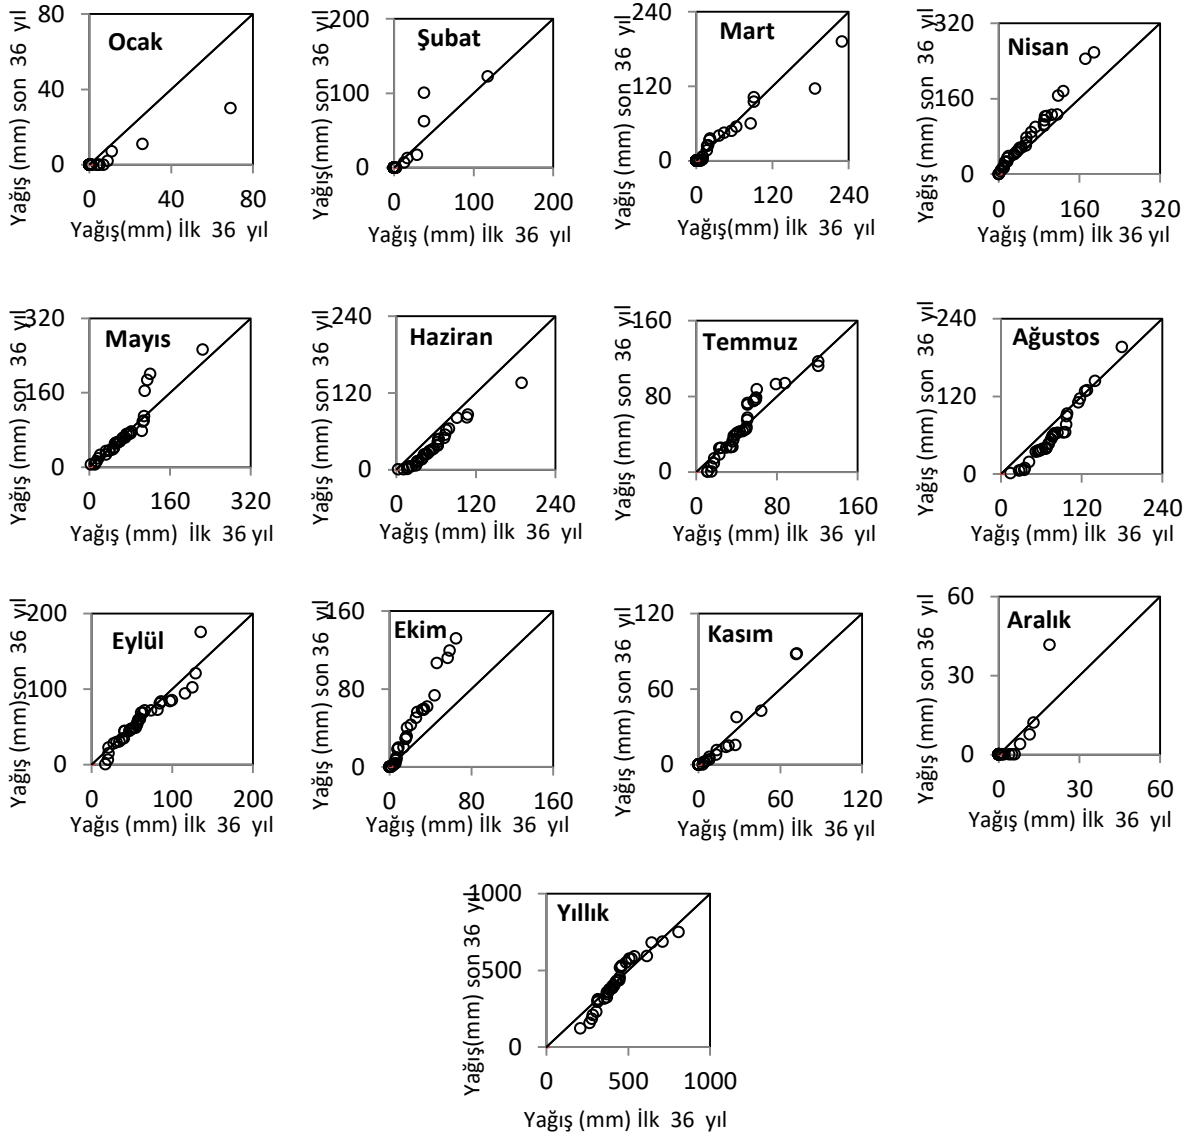 Ocak
80
40
0
0
40
80
Yağış (mm) son 36 yıl
Yağış(mm) İlk 36 yıl
Şubat
200
100
0
0
100
200
Yağış(mm) son 36 yıl
Yağış (mm) İlk 36 yıl
Mart
240
120
0
0
120
240
Yağış (mm) son 36 yıl
Yağış (mm) İlk 36 yıl
Nisan
320
160
0
0
160
320
Yağış (mm) son 36 yıl
Yağış (mm) İlk 36 yıl
Mayıs
320
160
0
0
160
320
Yağış (mm) son 36 yıl
Yağış (mm) İlk 36 yıl
Haziran
240
120
0
0
120
240
Yağış (mm) son 36 yıl
Yağış (mm) İlk 36 yıl
Temmuz
160
80
0
0
80
160
Yağış (mm) son 36 yıl
Yağış (mm) İlk 36 yıl
Ağustos
240
120
0
0
120
240
Yağış (mm) son 36 yıl
Yağış (mm) İlk 36 yıl
Eylül
200
100
0
0
100
200
Yağış (mm)son 36 yıl
Yağıs (mm) İlk 36 yıl
Ekim
160
80
0
0
80
160
Yağış (mm) son 36 yıl
Yağış (mm) İlk 36 yıl
Kasım
120
60
0
0
60
120
Yağış (mm) son 36 yıl
Yağış (mm) İlk 36 yıl
Aralık
60
30
0
0
30
60
Yağış (mm) son 36 yıl
Yağış (mm) İlk 36 yıl
Yıllık
1000
500
0
0
500
1000
Yağış(mm) son 36 yıl
Yağış (mm) İlk 36 yıl